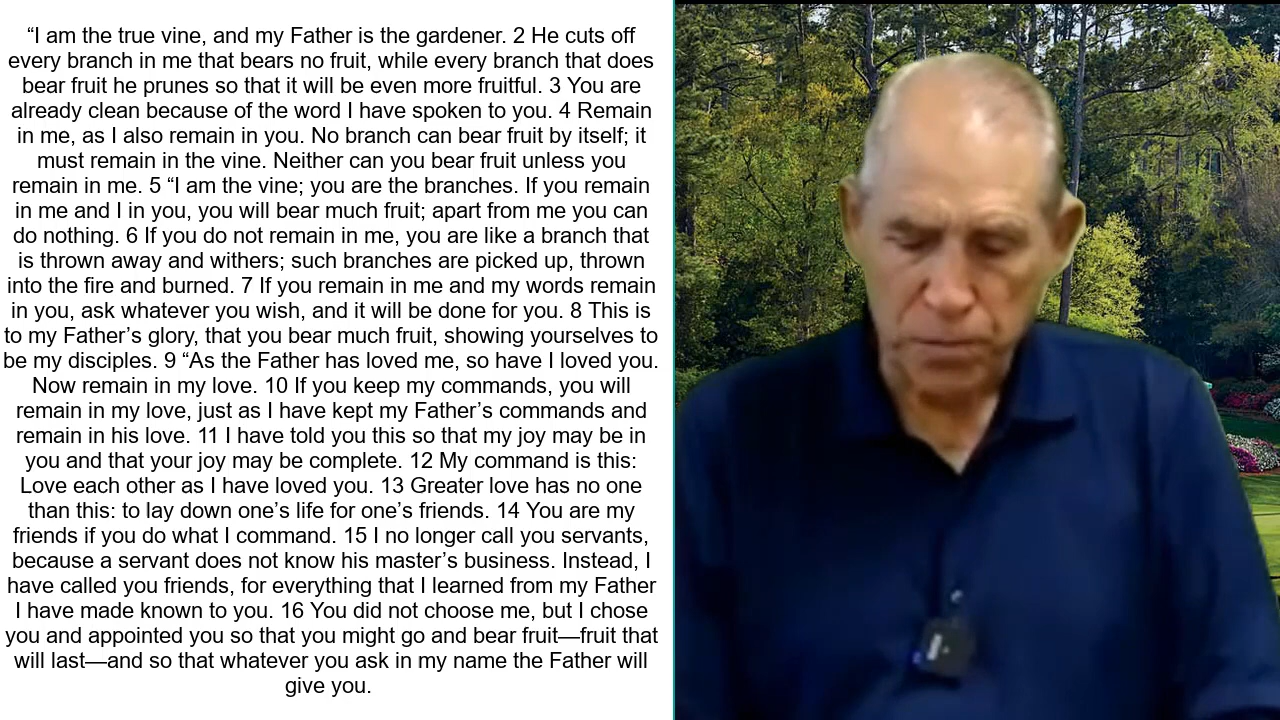 “I am the true vine, and my Father is the gardener. 2 He cuts off
every branch in me that bears no fruit, while every branch that does
bear fruit he prunes so that it will be even more fruitful. 3 You are
already clean because of the word I have spoken to you. 4 Remain
in me, as I also remain in you. No branch can bear fruit by itself; it
must remain in the vine. Neither can you bear fruit unless you
remain in me. 5 “I am the vine; you are the branches. If you remain
in me and I in you, you will bear much fruit; apart from me you can
do nothing. 6 If you do not remain in me, you are like a branch that
is thrown away and withers; such branches are picked up, thrown
into the fire and burned. 7 If you remain in me and my words remain
in you, ask whatever you wish, and it will be done for you. 8 This is
to my Father’s glory, that you bear much fruit, showing yourselves to
be my disciples. 9 “As the Father has loved me, so have I loved you.
Now remain in my love. 10 If you keep my commands, you will
remain in my love, just as I have kept my Father’s commands and
remain in his love. 11 I have told you this so that my joy may be in
you and that your joy may be complete. 12 My command is this:
Love each other as I have loved you. 13 Greater love has no one
than this: to lay down one’s life for one’s friends. 14 You are my
friends if you do what I command. 15 I no longer call you servants,
because a servant does not know his master’s business. Instead, I
have called you friends, for everything that I learned from my Father
I have made known to you. 16 You did not choose me, but I chose
you and appointed you so that you might go and bear fruit—fruit that
will last—and so that whatever you ask in my name the Father will
give you.